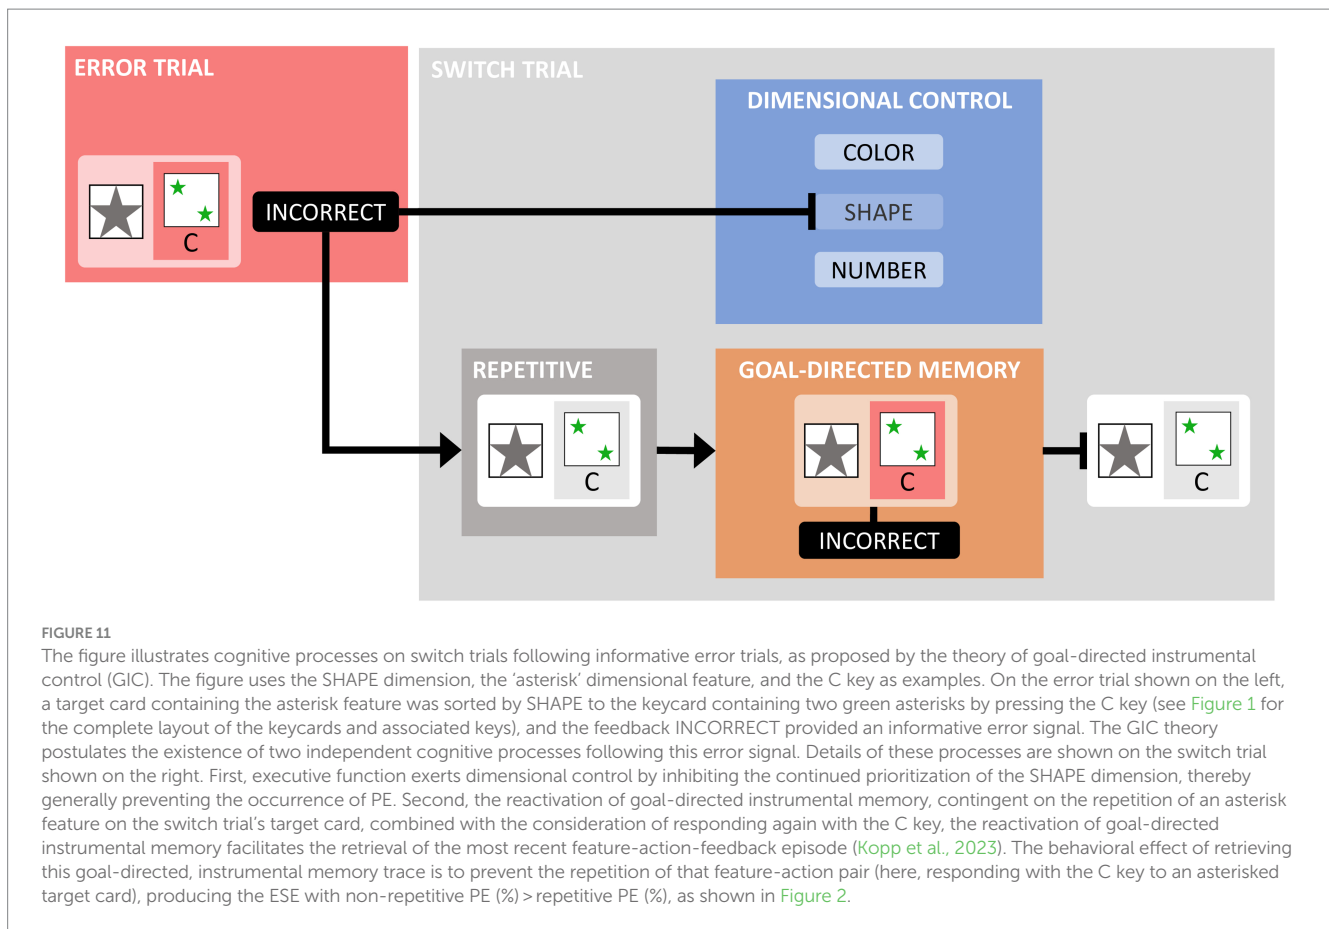 ERROR TRIAL
SWITCH TRIAL
DIMENSIONAL CONTROL
COLOR
C
INCORRECT
SHAPE
NUMBER
REPETITIVE
GOAL-DIRECTED MEMORY
C
C
C
INCORRECT
FIGURE 11
The figure illustrates cognitive processes on switch trials following informative error trials, as proposed by the theory of goal-directed instrumental
control (GIC). The figure uses the SHAPE dimension, the ‘asterisk’ dimensional feature, and the C key as examples. On the error trial shown on the left,
a target card containing the asterisk feature was sorted by SHAPE to the keycard containing two green asterisks by pressing the C key (see Figure 1 for
the complete layout of the keycards and associated keys), and the feedback INCORRECT provided an informative error signal. The GIC theory
postulates the existence of two independent cognitive processes following this error signal. Details of these processes are shown on the switch trial
shown on the right. First, executive function exerts dimensional control by inhibiting the continued prioritization of the SHAPE dimension, thereby
generally preventing the occurrence of PE. Second, the reactivation of goal-directed instrumental memory, contingent on the repetition of an asterisk
feature on the switch trial’s target card, combined with the consideration of responding again with the C key, the reactivation of goal-directed
instrumental memory facilitates the retrieval of the most recent feature-action-feedback episode (Kopp et al., 2023). The behavioral effect of retrieving
this goal-directed, instrumental memory trace is to prevent the repetition of that feature-action pair (here, responding with the C key to an asterisked
target card), producing the ESE with non-repetitive PE (%) > repetitive PE (%), as shown in Figure 2.